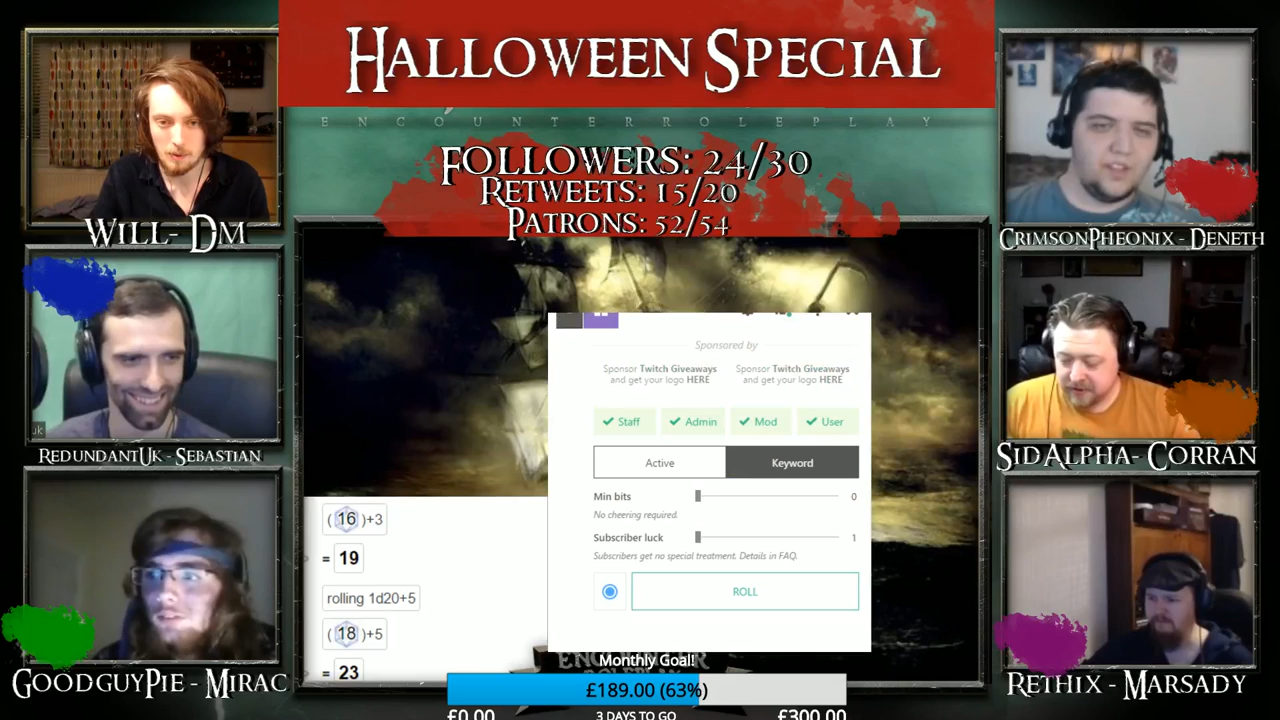 HALLOWEEN SPECIAL
ENCOUNTERROLEPLAY
FOLLOWERS: 24/30
RETWEETS: 15/20
PATRONS: 52/54
WILL- DM
CRIMSONPHEONIX - DENETH
uk
REDUNDANTUK - SEBASTIAN
SIDALPHA- CORRAN
GOODGUYPIE - MIRAC
RETHIX - MARSADY
Sponsored by
Sponsor Twitch Giveaways
and get your logo HERE
Sponsor Twitch Giveaways
and get your logo HERE
Staff
Admin
Mod
User
Active
Keyword
Min bits
0
No cheering required.
Subscriber luck
1
Subscribers get no special treatment. Details in FAQ.
ROLL
(16)+3
= 19
rolling 1d20+5
(18)+5
= 23
Monthly Goal!
£189.00 (63%)
£0.00
3 DAYS TO GO
£300.00